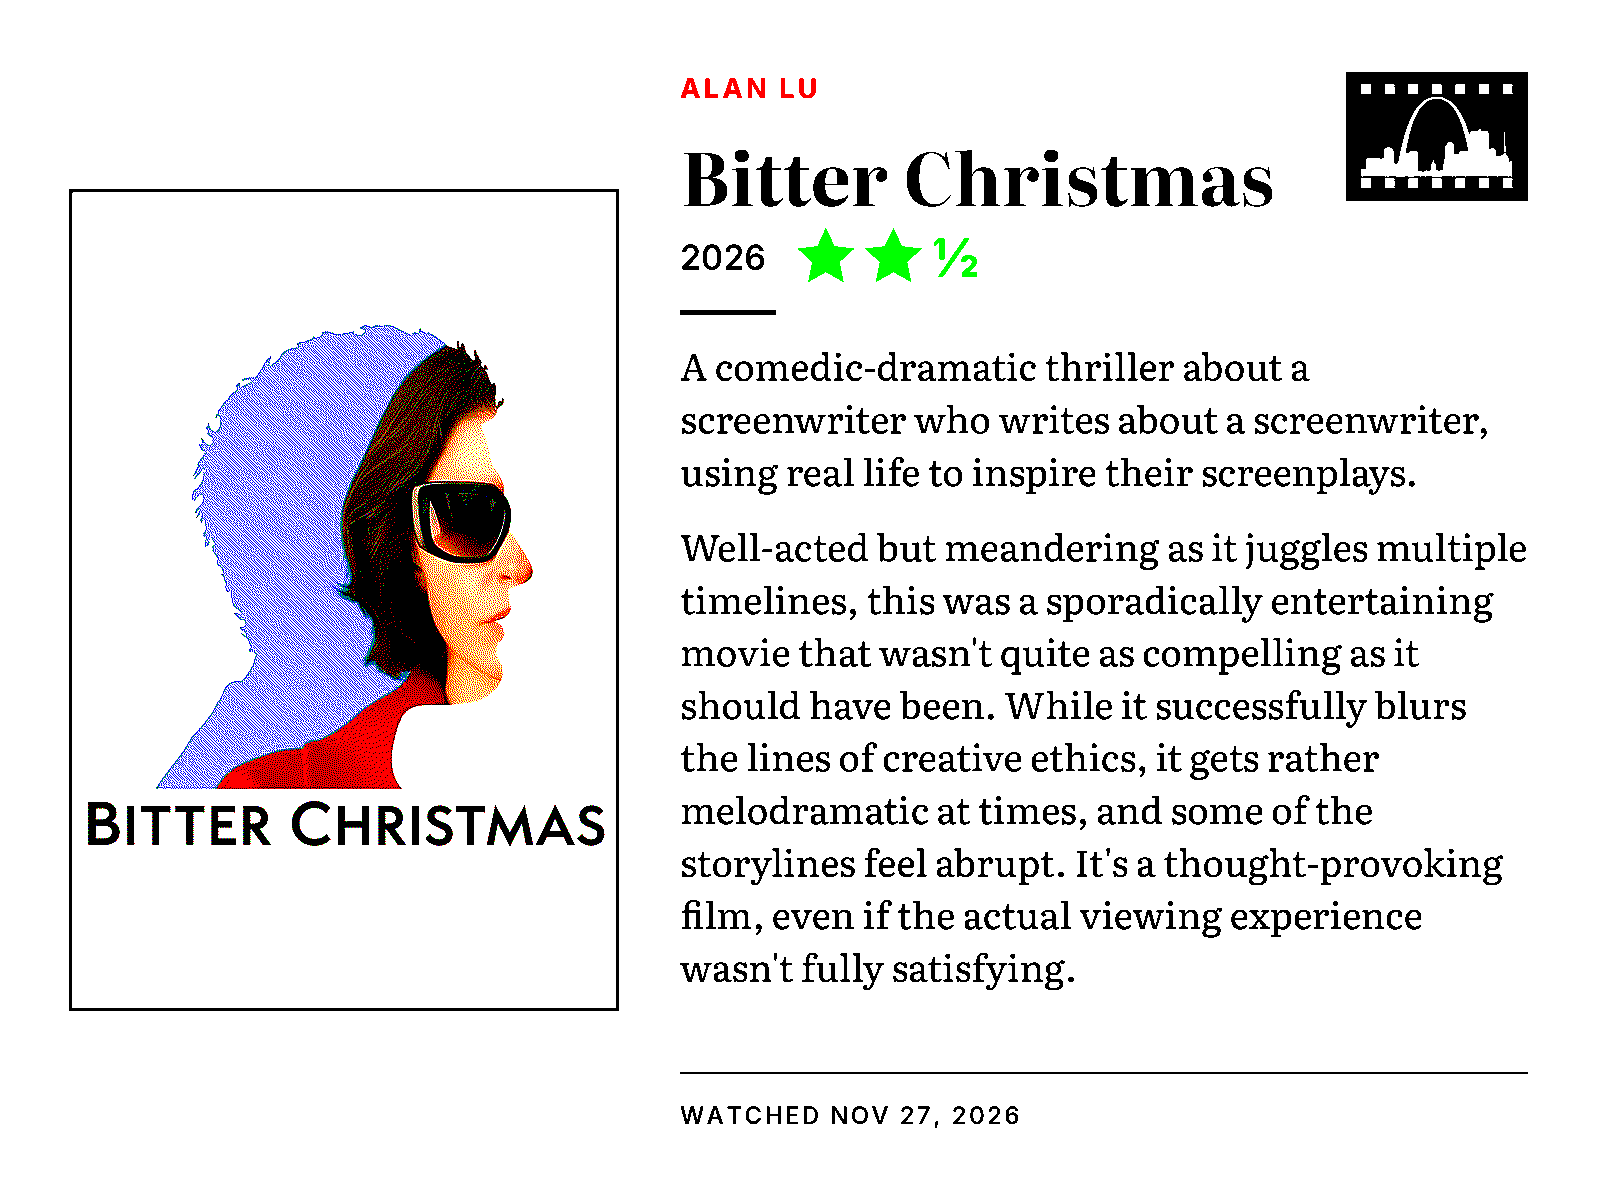 ALAN LU
Bitter Christmas
2026 ★★½
A comedic-dramatic thriller about a
screenwriter who writes about a screenwriter,
using real life to inspire their screenplays.
Well-acted but meandering as it juggles multiple
timelines, this was a sporadically entertaining
movie that wasn't quite as compelling as it
should have been. While it successfully blurs
the lines of creative ethics, it gets rather
melodramatic at times, and some of the
storylines feel abrupt. It's a thought-provoking
film, even if the actual viewing experience
wasn't fully satisfying.
WATCHED NOV 27, 2026
BITTER CHRISTMAS